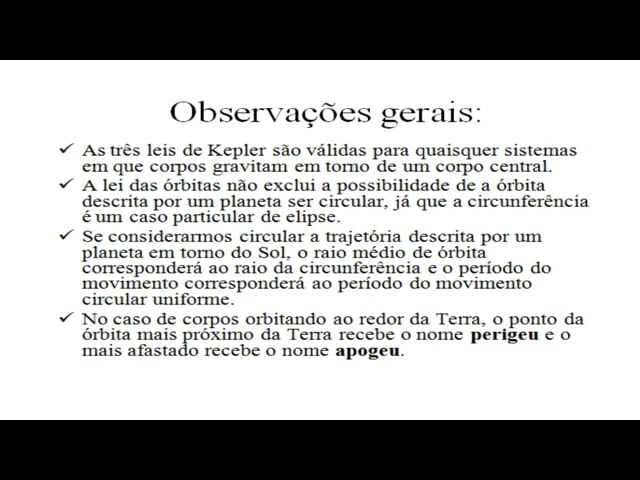 Observações gerais:
As três leis de Kepler são válidas para quaisquer sistemas
em que corpos gravitam em torno de um corpo central.
A lei das órbitas não exclui a possibilidade de a órbita
descrita por um planeta ser circular, já que a circunferência
é um caso particular de elipse.
Se considerarmos circular a trajetória descrita por um
planeta em torno do Sol, o raio médio de órbita
corresponderá ao raio da circunferência e o período do
movimento corresponderá ao período do movimento
circular uniforme.
No caso de corpos orbitando ao redor da Terra, o ponto da
órbita mais próximo da Terra recebe o nome perigeu e o
mais afastado recebe o nome apogeu.